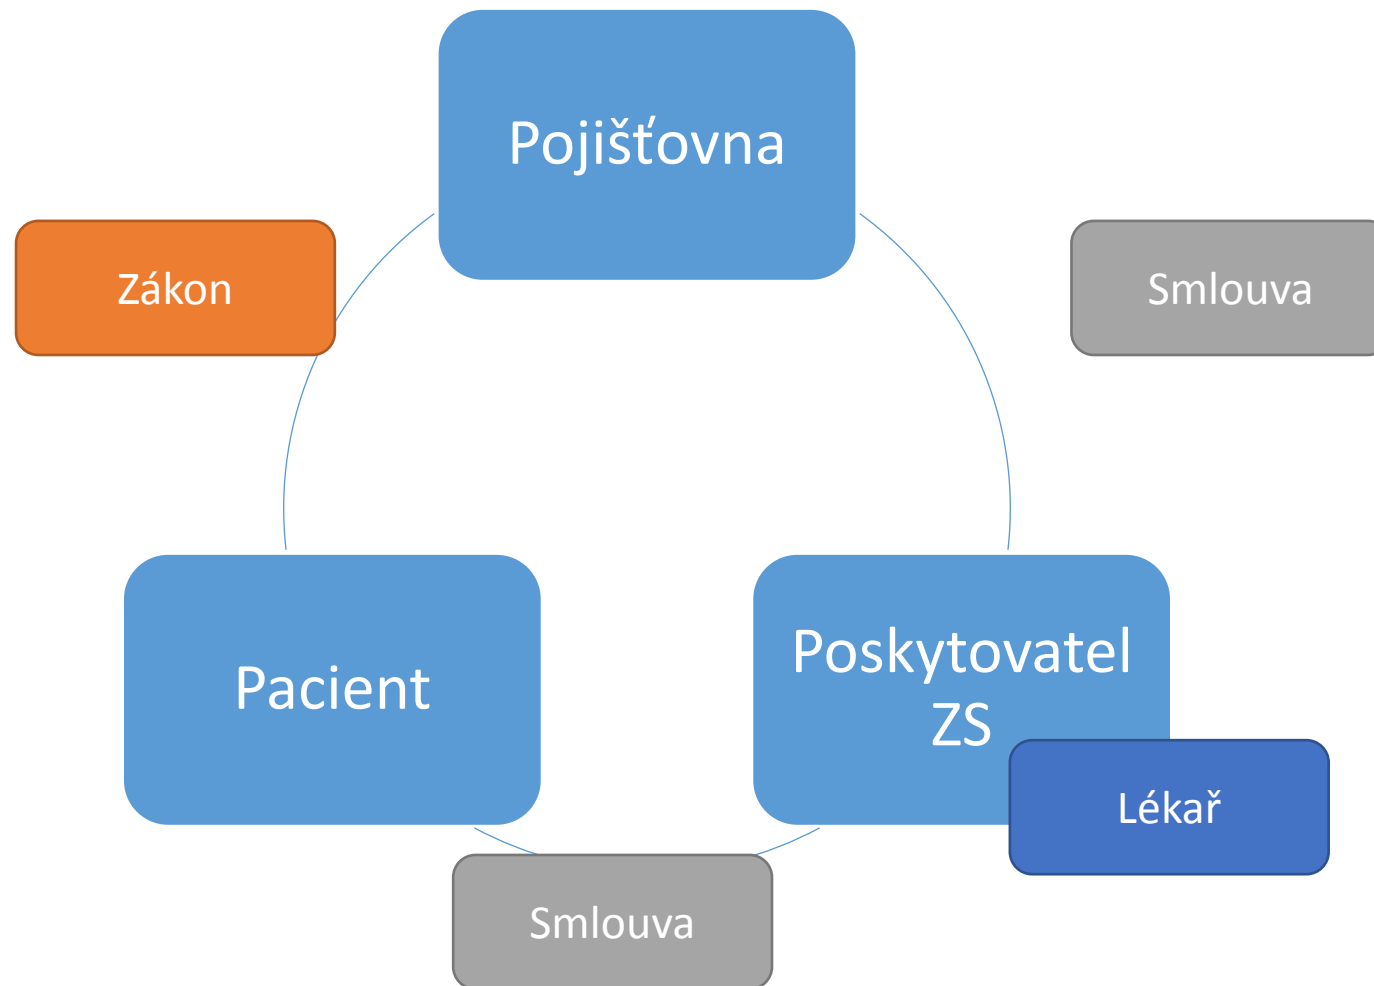 Pojišťovna
Zákon
Smlouva
Pacient
Poskytovatel
ZS
Lékař
Smlouva